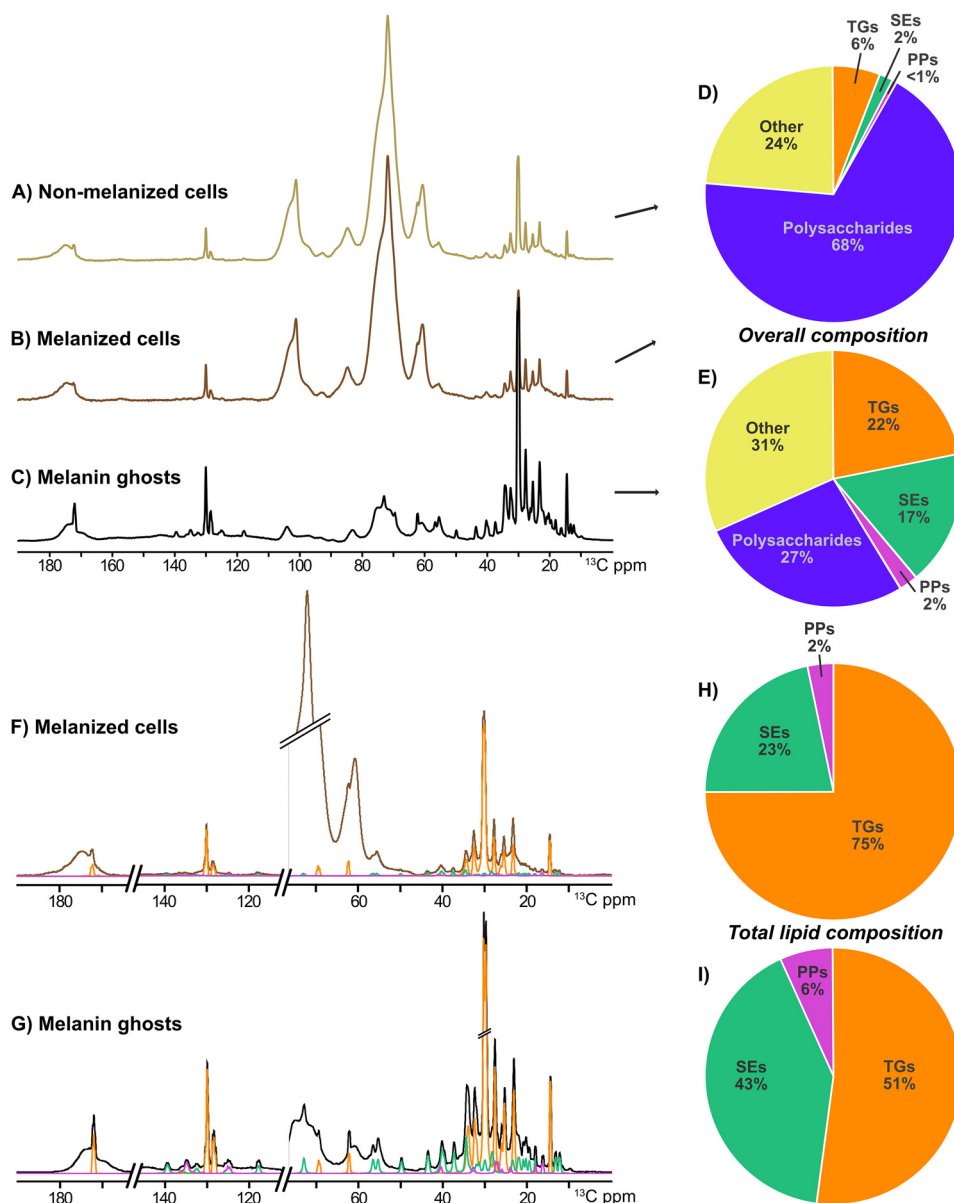 A) Non-melanized cells
B) Melanized cells
C) Melanin ghosts
180 160 140 120 100 80 60 40 20 ¹³C ppm
D)
TGs
6%
SEs
2%
PPs
<1%
Other
24%
Polysaccharides
68%
Overall composition
E)
TGs
22%
Other
31%
SEs
17%
Polysaccharides
27%
PPs
2%
F) Melanized cells
180 140 120 80 60 40 20 ¹³C ppm
G) Melanin ghosts
180 140 120 80 60 40 20 ¹³C ppm
H)
PPs
2%
SEs
23%
TGs
75%
Total lipid composition
I)
PPs
6%
SEs
43%
TGs
51%